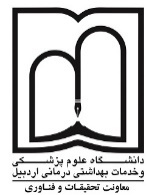 دانشگاه علوم پزشکی
وخدمات بهداشتی درمانی اردبیل
معاونت تحقیقات و فناوری